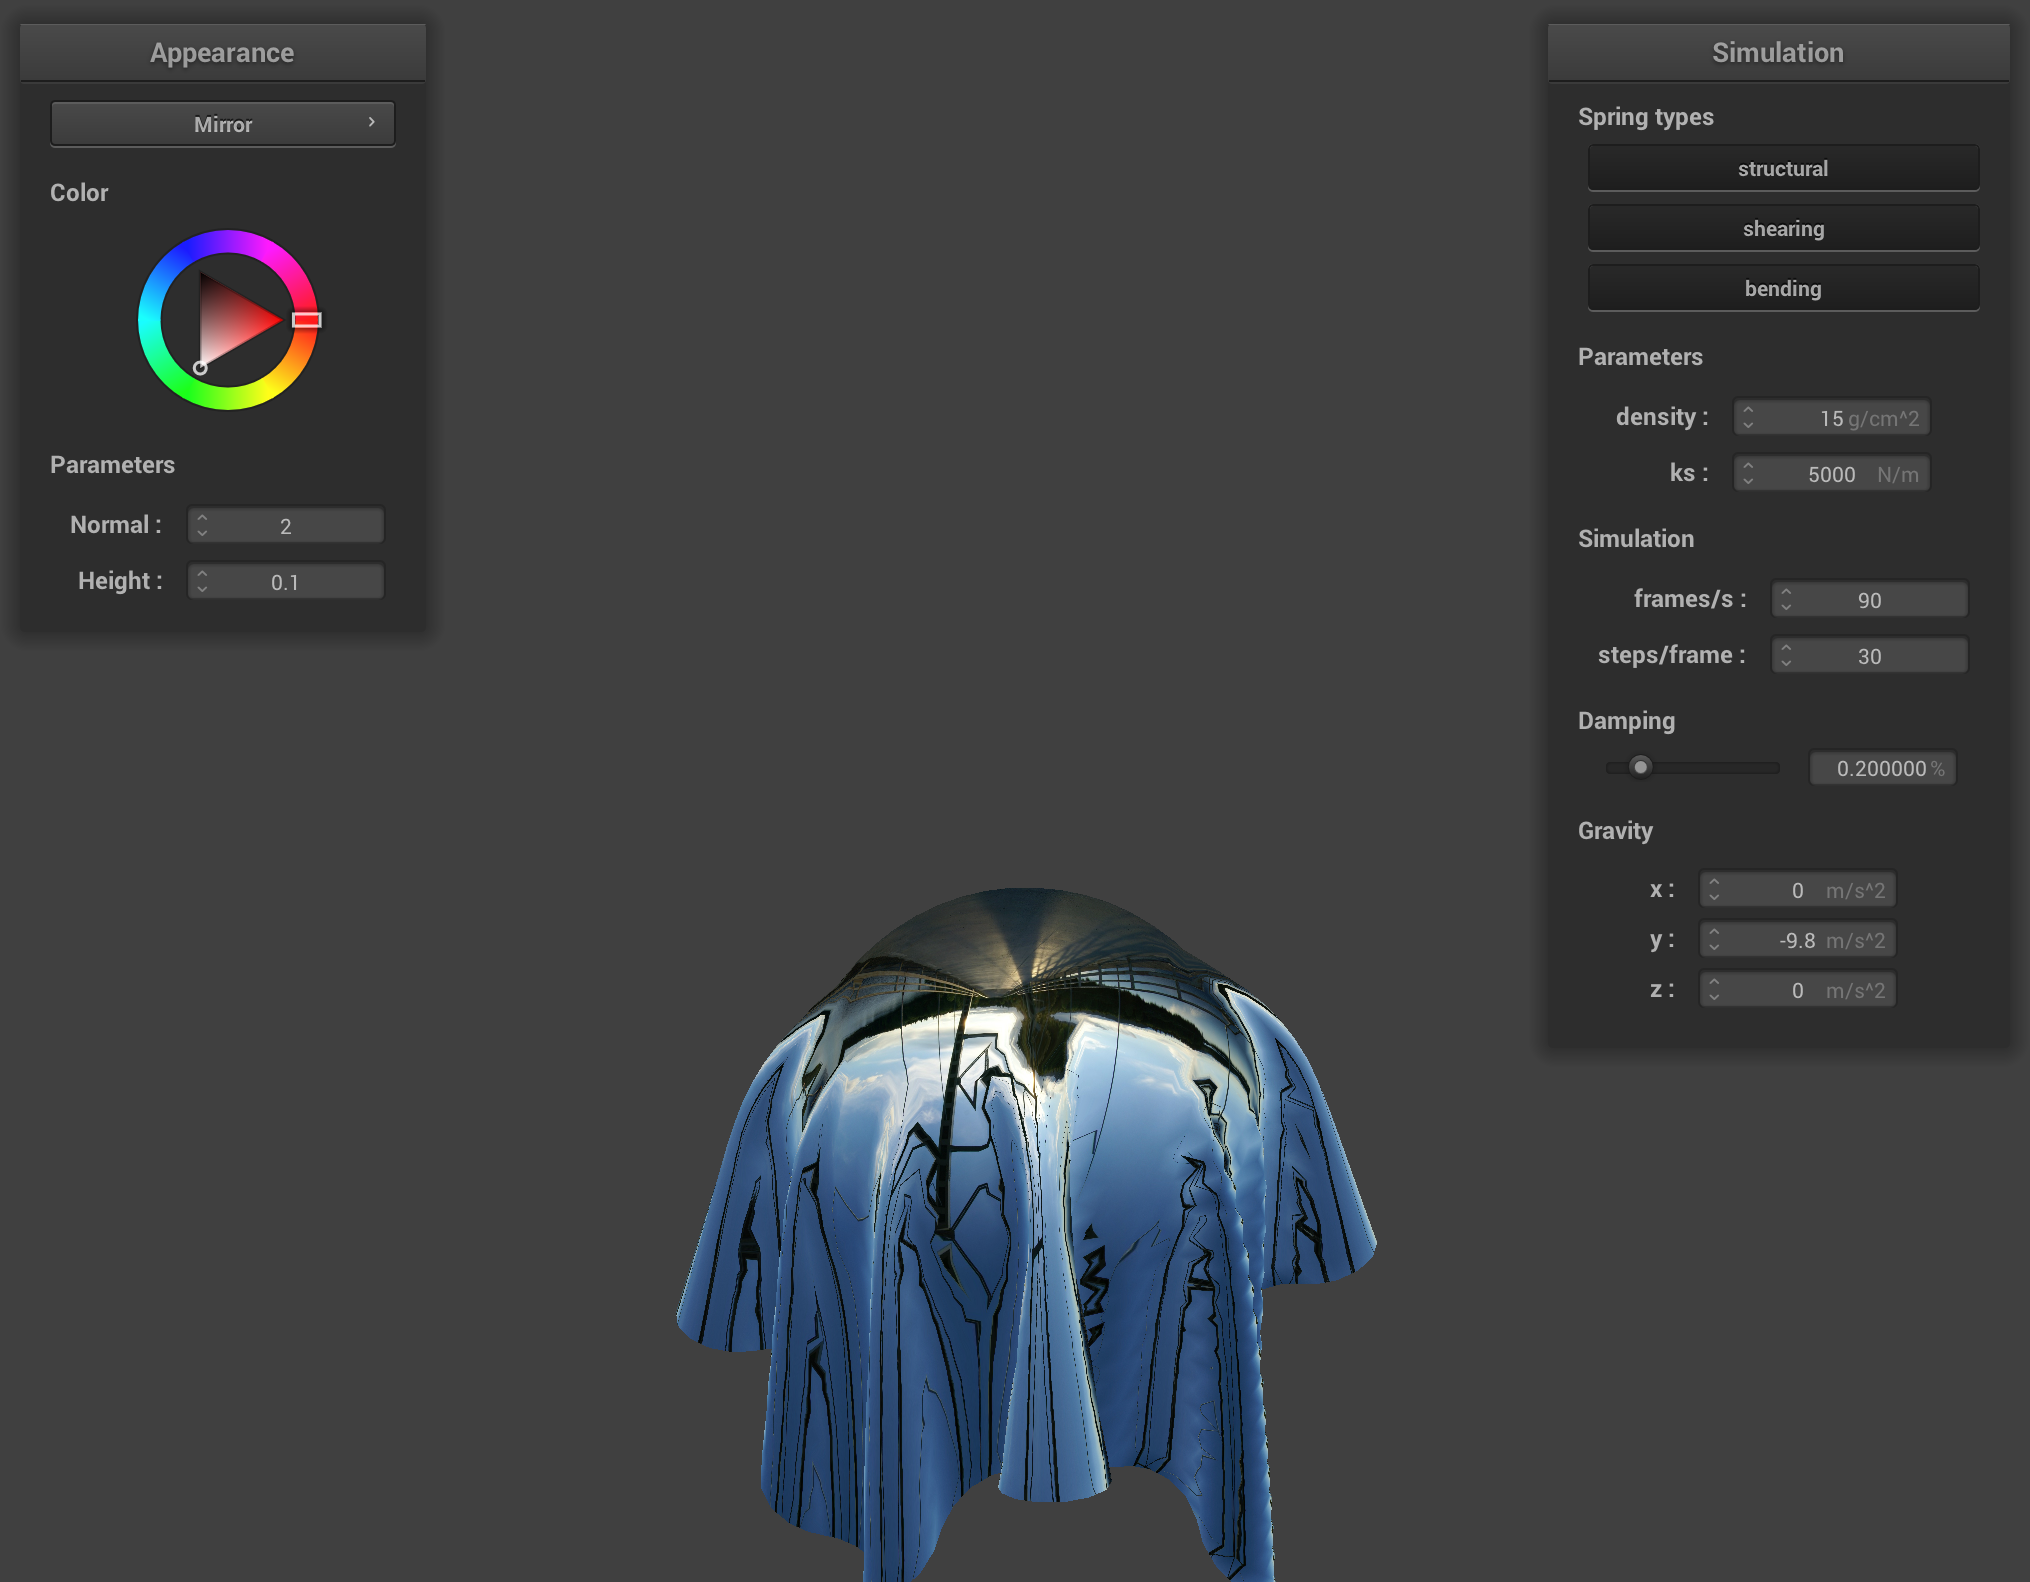 Appearance
Mirror
Color
Parameters
Normal : 2
Height : 0.1
Simulation
Spring types
structural
shearing
bending
Parameters
density : 15 g/cm^2
ks : 5000 N/m
Simulation
frames/s : 90
steps/frame : 30
Damping
0.200000 %
Gravity
x : 0 m/s^2
y : -9.8 m/s^2
z : 0 m/s^2